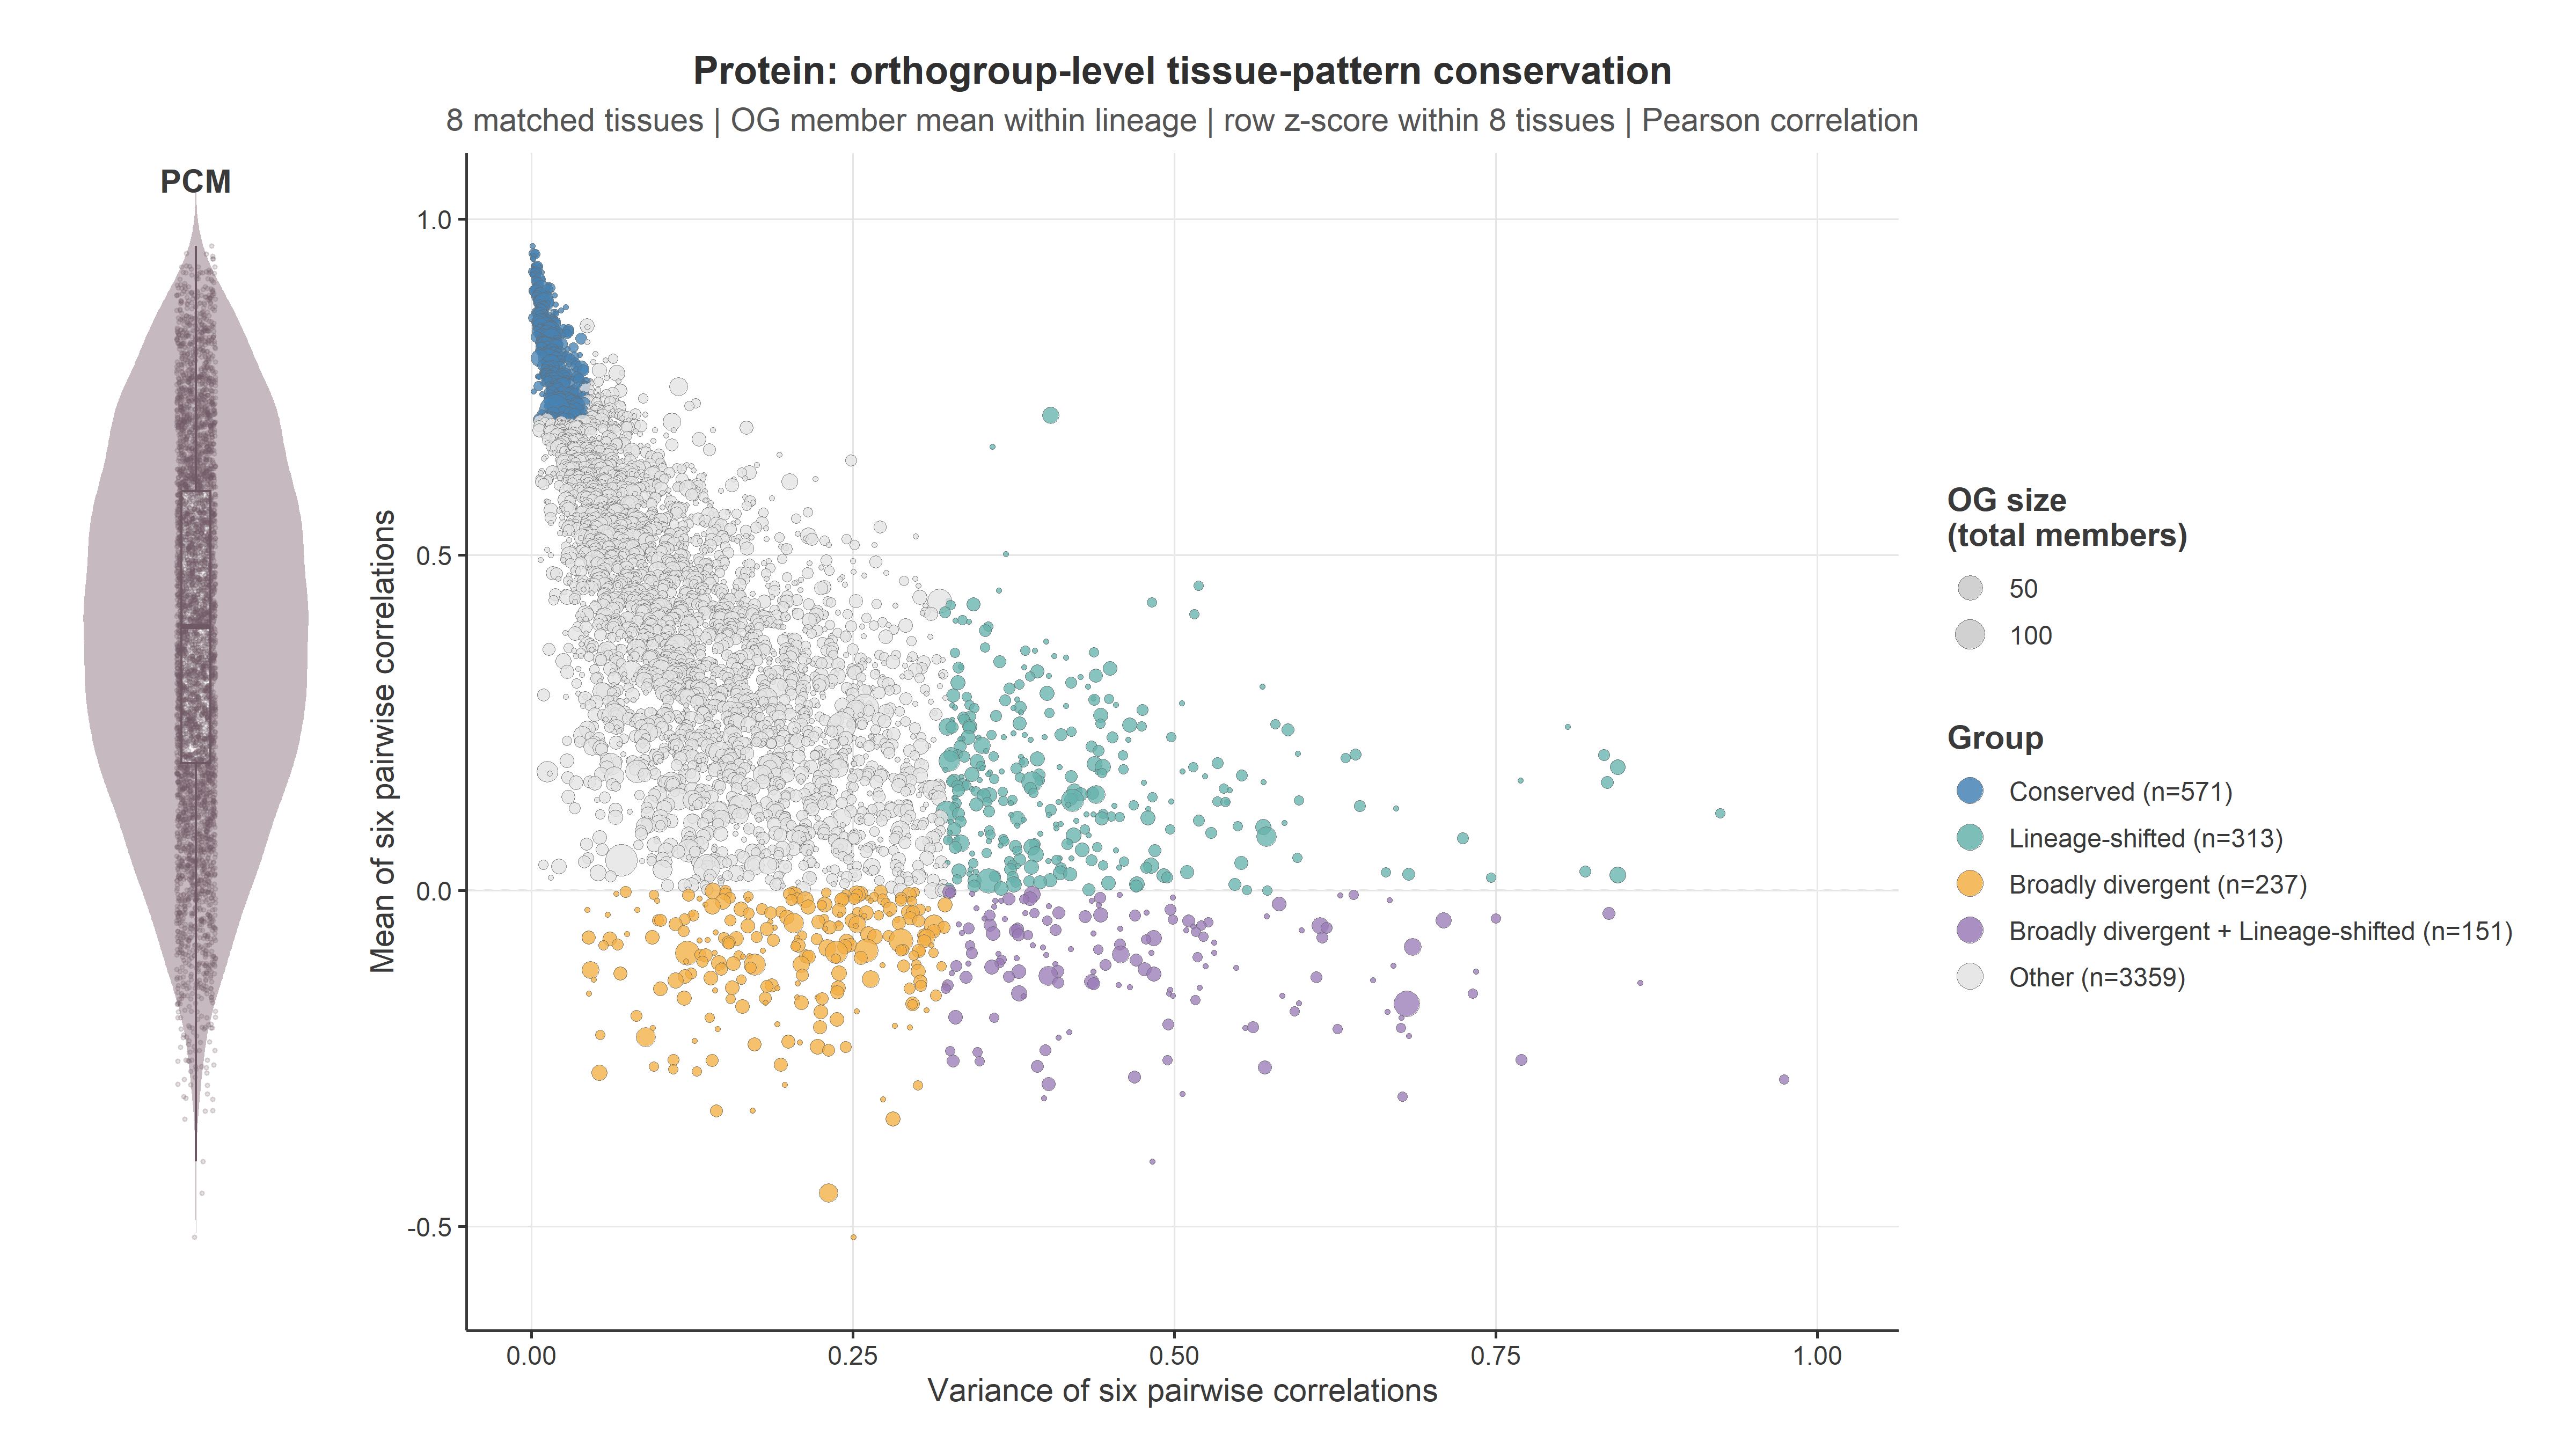 Protein: orthogroup-level tissue-pattern conservation
8 matched tissues | OG member mean within lineage | row z-score within 8 tissues | Pearson correlation
PCM
Mean of six pairwise correlations
1.0
0.5
0.0
-0.5
0.00
0.25
0.50
0.75
1.00
Variance of six pairwise correlations
OG size
(total members)
50
100
Group
Conserved (n=571)
Lineage-shifted (n=313)
Broadly divergent (n=237)
Broadly divergent + Lineage-shifted (n=151)
Other (n=3359)